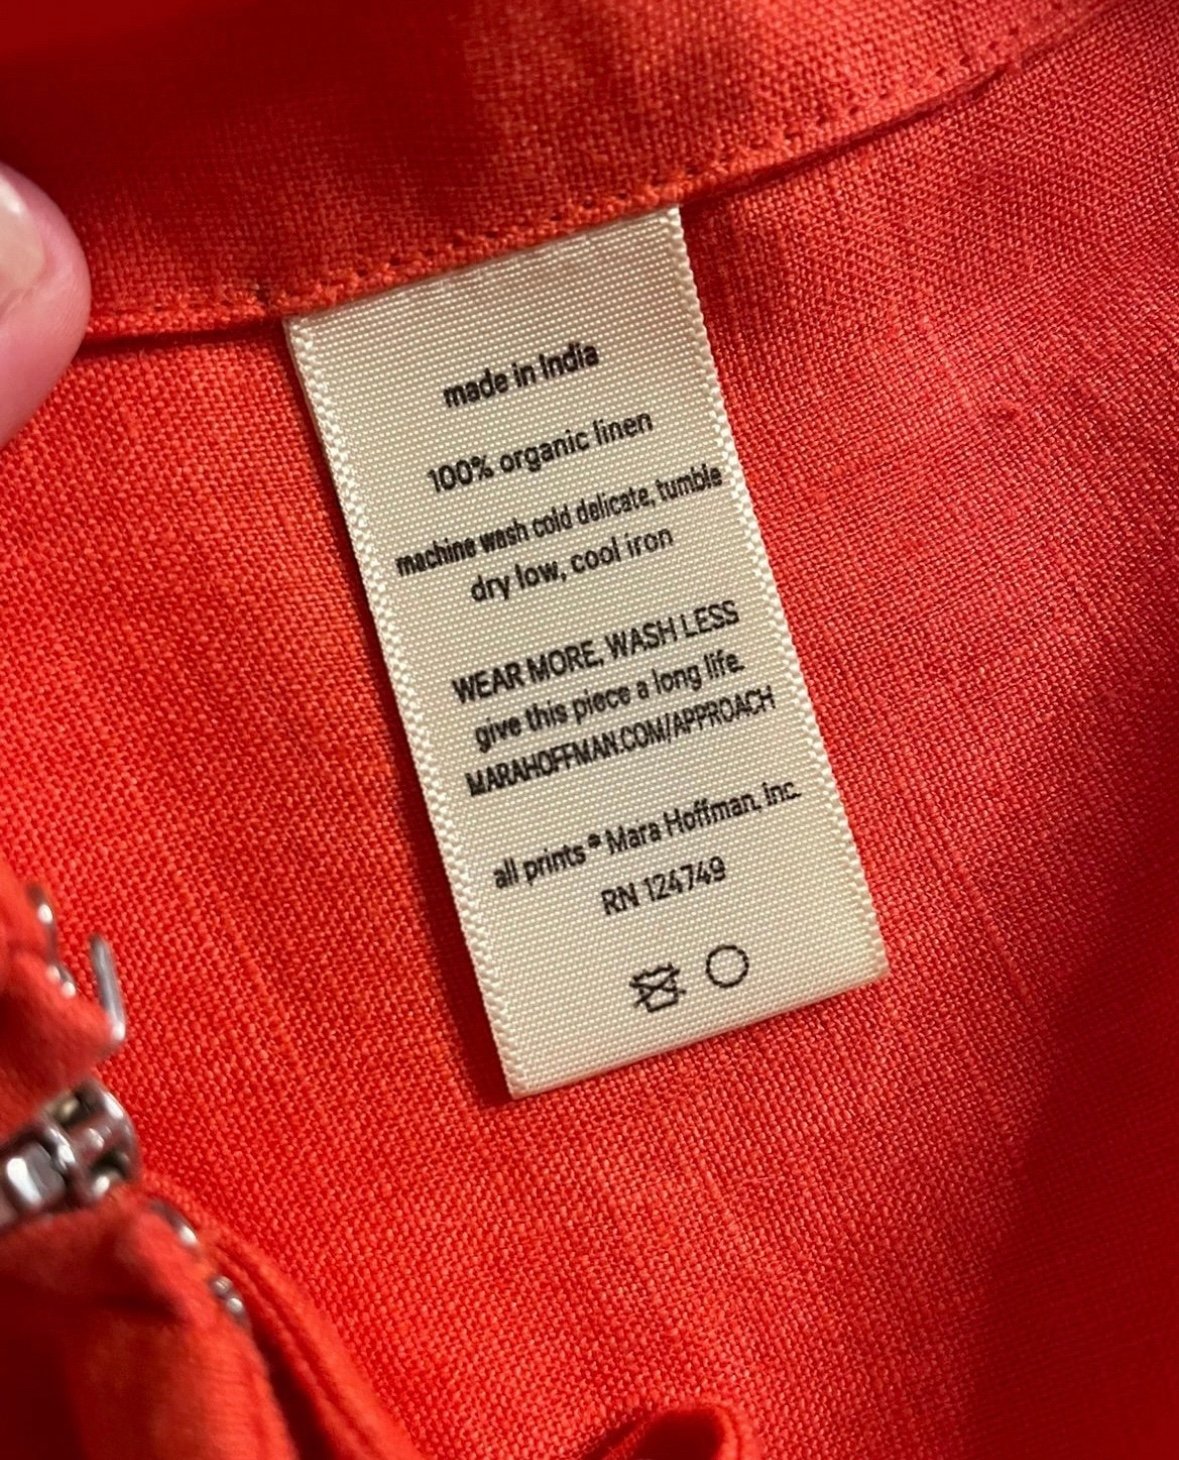 made in India
100% organic linen
machine wash cold delicate, tumble
dry low, cool iron
WEAR MORE, WASH LESS
give this piece a long life.
MARAHOFFMAN.COM/APPROACH
all prints ® Mara Hoffman, inc.
RN 124749